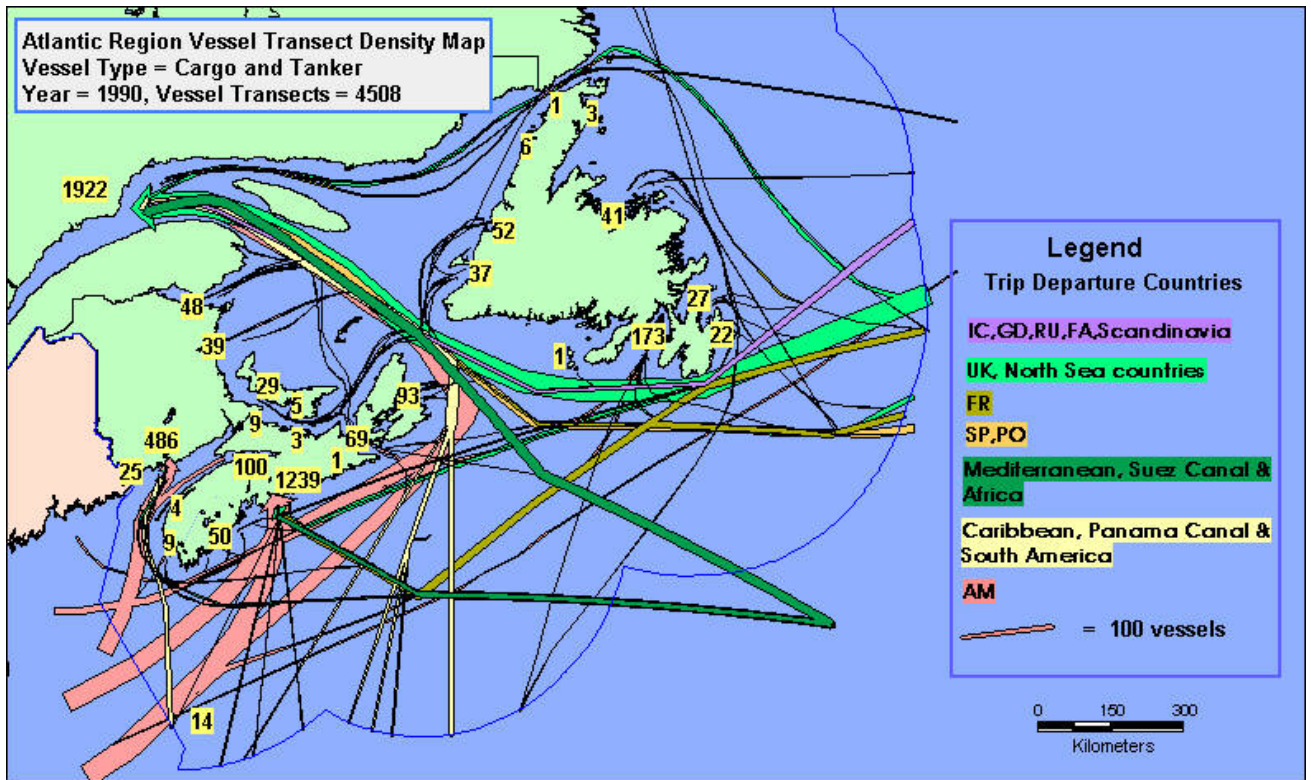 Atlantic Region Vessel Transect Density Map
Vessel Type = Cargo and Tanker
Year = 1990, Vessel Transects = 4508
1
3
6
1922
41
52
37
48
27
39
173
22
1
29
5
93
9
3
69
486
1
25
100
1239
4
50
9
14
Legend
Trip Departure Countries
IC,GD,RU,FA,Scandinavia
UK, North Sea countries
FR
SP,PO
Mediterranean, Suez Canal &
Africa
Caribbean, Panama Canal &
South America
AM
= 100 vessels
0 150 300
Kilometers